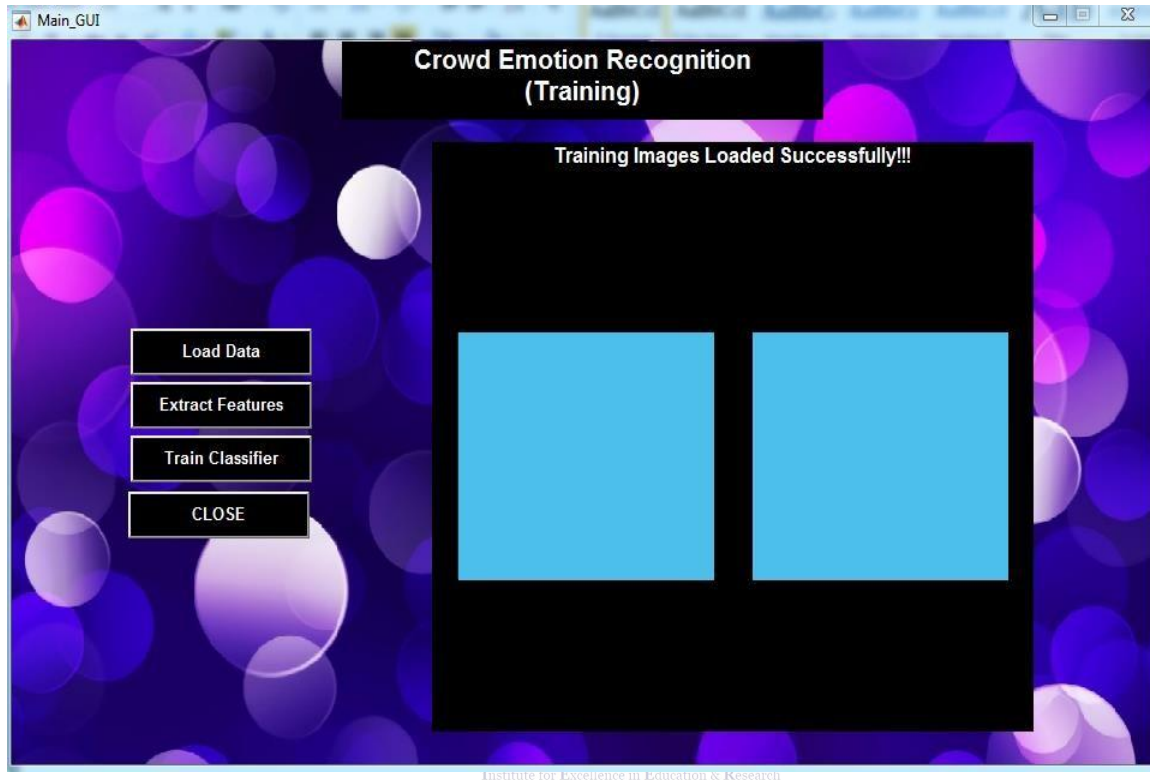 Main_GUI
Crowd Emotion Recognition
(Training)
Training Images Loaded Successfully!!!
Load Data
Extract Features
Train Classifier
CLOSE
Institute for Excellence in Education & Research